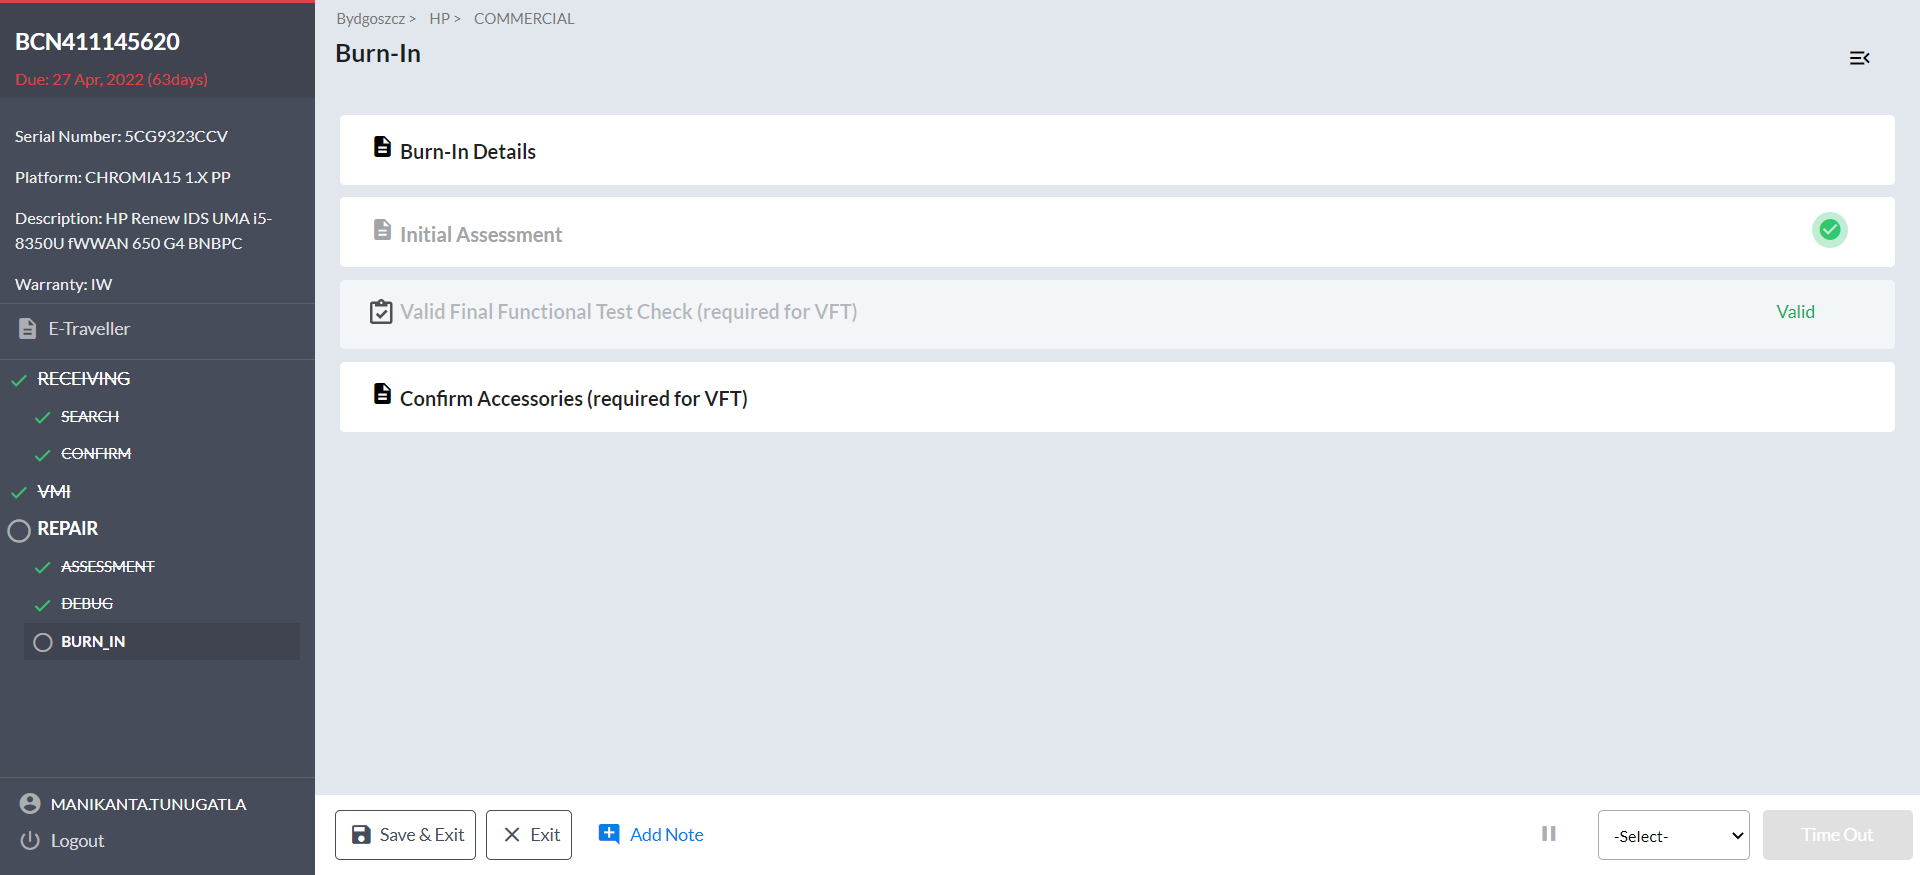 BCN411145620
Due: 27 Apr, 2022 (63days)
Serial Number: 5CG9323CCV
Platform: CHROMIA15 1.X PP
Description: HP Renew IDS UMA i5-
8350U fWWAN 650 G4 BNBPC
Warranty: IW
E-Traveller
RECEIVING
SEARCH
CONFIRM
VMI
REPAIR
ASSESSMENT
DEBUG
BURN_IN
MANIKANTA.TUNUGATLA
Logout
Bydgoszcz > HP > COMMERCIAL
Burn-In
Burn-In Details
Initial Assessment
Valid Final Functional Test Check (required for VFT) Valid
Confirm Accessories (required for VFT)
Save & Exit Exit Add Note -Select- Time Out